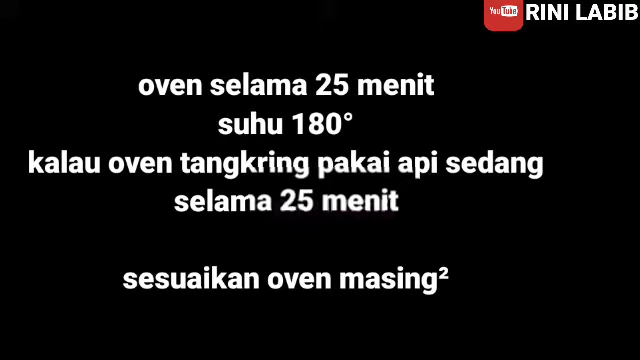 YouTube RINI LABIB
oven selama 25 menit
suhu 180°
kalau oven tangkring pakai api sedang
selama 25 menit
sesuaikan oven masing²